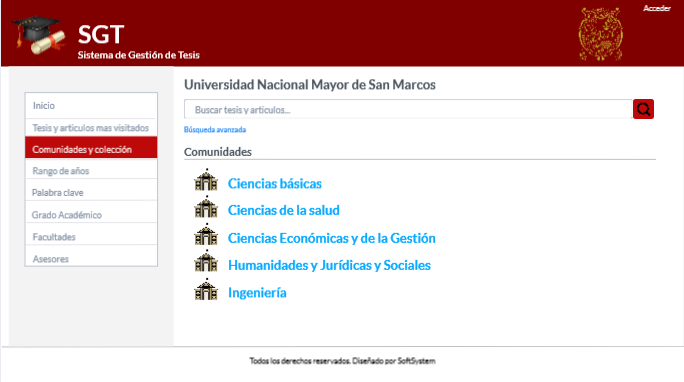 Acceder
SGT
Sistema de Gestión de Tesis
Universidad Nacional Mayor de San Marcos
Buscar tesis y articulos...
Búsqueda avanzada
Inicio
Tesis y articulos mas visitados
Comunidades y colección
Rango de años
Palabra clave
Grado Académico
Facultades
Asesores
Comunidades
Ciencias básicas
Ciencias de la salud
Ciencias Económicas y de la Gestión
Humanidades y Jurídicas y Sociales
Ingeniería
Todos los derechos reservados. Diseñado por SoftSystem